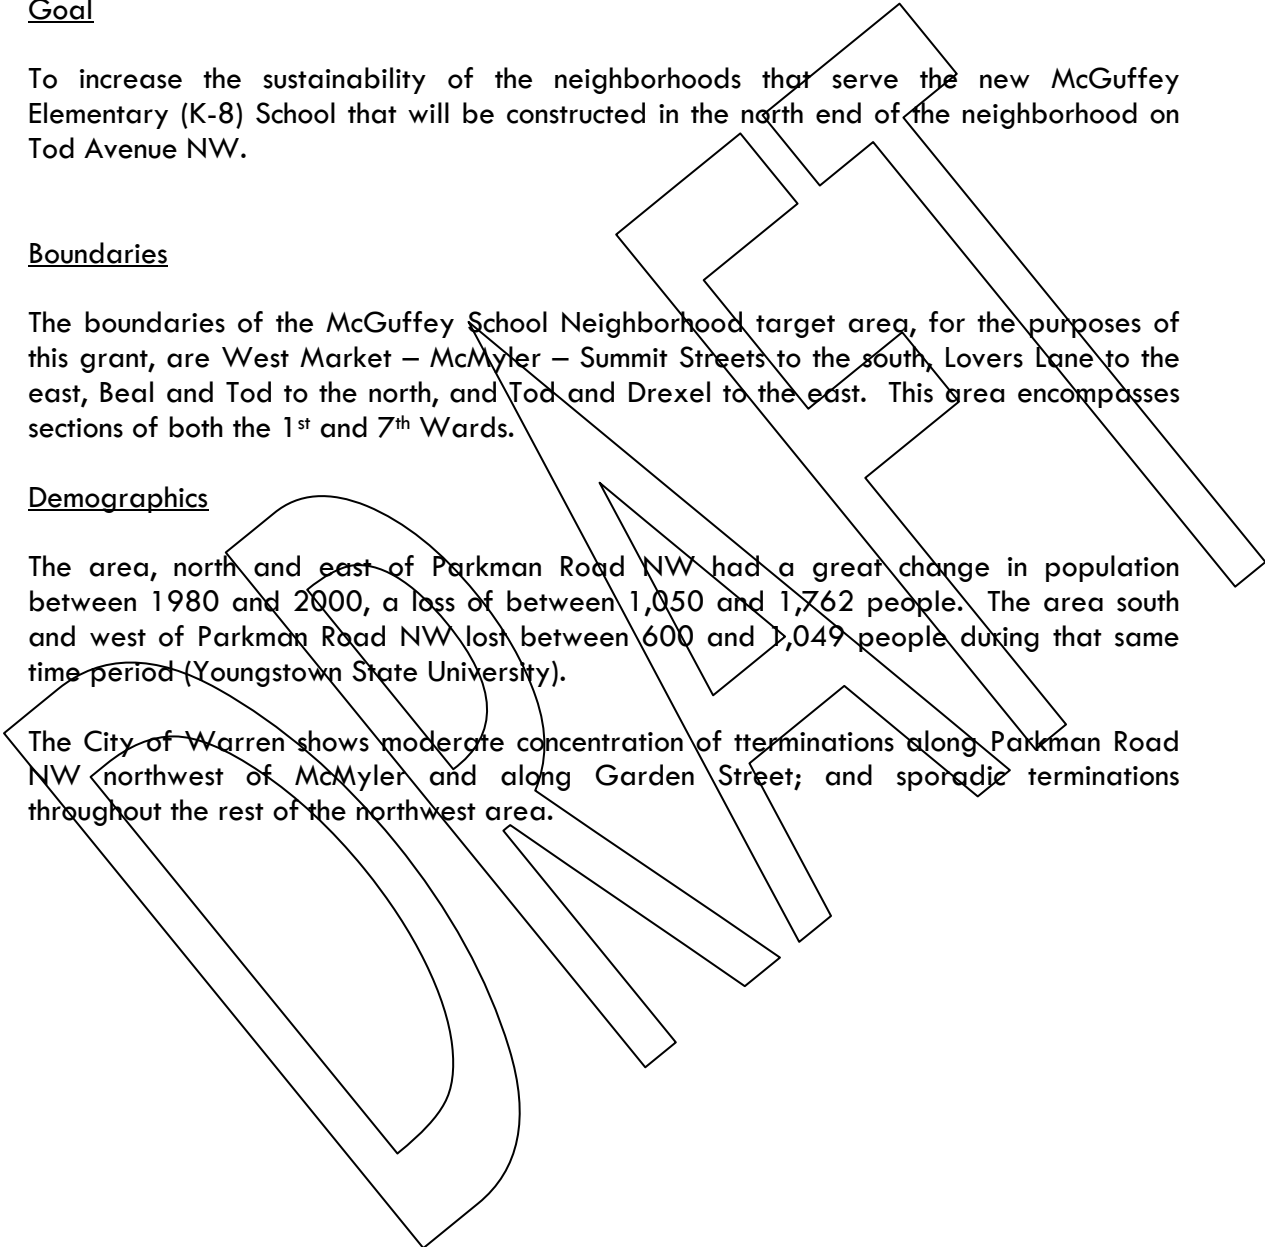 Goal
To increase the sustainability of the neighborhoods that serve the new McGuffey
Elementary (K-8) School that will be constructed in the north end of the neighborhood on
Tod Avenue NW.
Boundaries
The boundaries of the McGuffey School Neighborhood target area, for the purposes of
this grant, are West Market – McMyler – Summit Streets to the south, Lovers Lane to the
east, Beal and Tod to the north, and Tod and Drexel to the east. This area encompasses
sections of both the 1st and 7th Wards.
Demographics
The area, north and east of Parkman Road NW had a great change in population
between 1980 and 2000, a loss of between 1,050 and 1,762 people. The area south
and west of Parkman Road NW lost between 600 and 1,049 people during that same
time period (Youngstown State University).
The City of Warren shows moderate concentration of tterminations along Parkman Road
NW northwest of McMyler and along Garden Street; and sporadic terminations
throughout the rest of the northwest area.
DRAFT